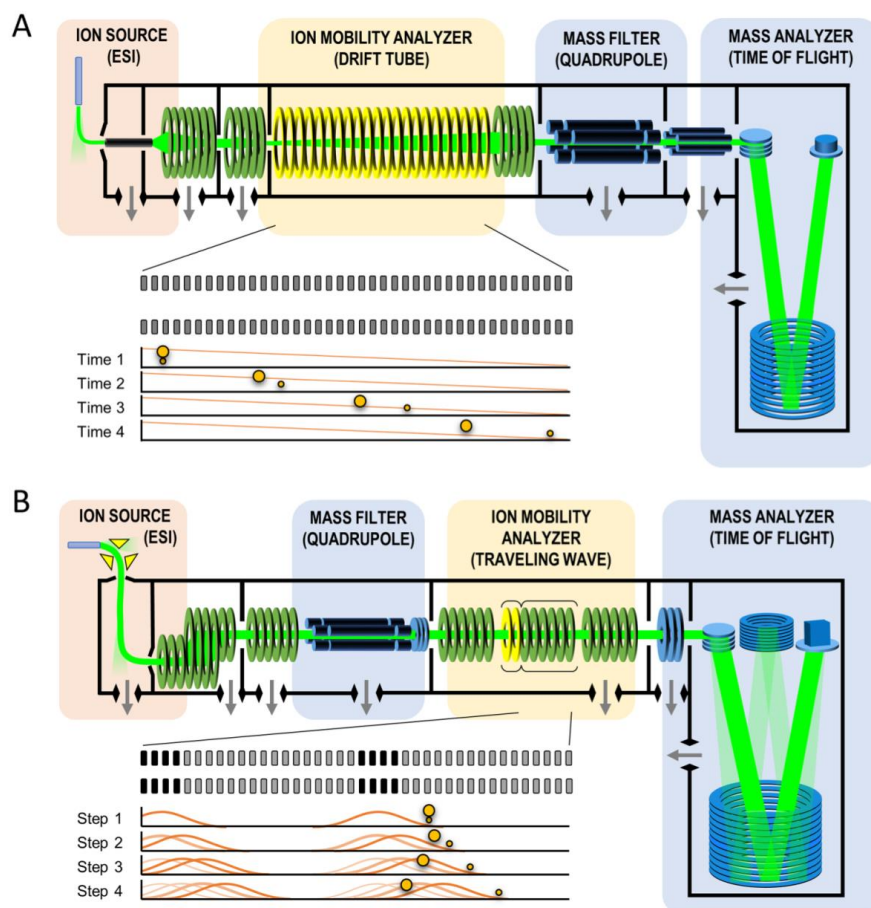 A
ION SOURCE
(ESI)
ION MOBILITY ANALYZER
(DRIFT TUBE)
MASS FILTER
(QUADRUPOLE)
MASS ANALYZER
(TIME OF FLIGHT)
Time 1
Time 2
Time 3
Time 4
B
ION SOURCE
(ESI)
MASS FILTER
(QUADRUPOLE)
ION MOBILITY
ANALYZER
(TRAVELING WAVE)
MASS ANALYZER
(TIME OF FLIGHT)
Step 1
Step 2
Step 3
Step 4